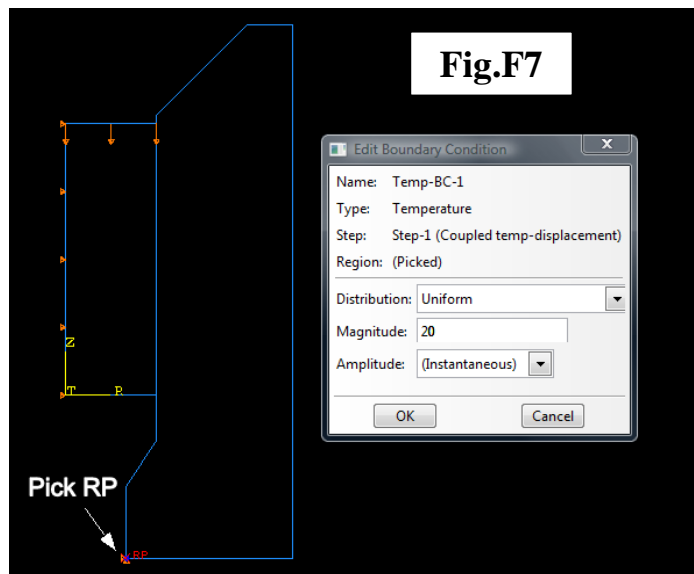 Fig.F7
Edit Boundary Condition
X
Name: Temp-BC-1
Type: Temperature
Step: Step-1 (Coupled temp-displacement)
Region: (Picked)
Distribution: Uniform
Magnitude: 20
Amplitude: (Instantaneous)
OK Cancel
Z
T R
Pick RP
RP